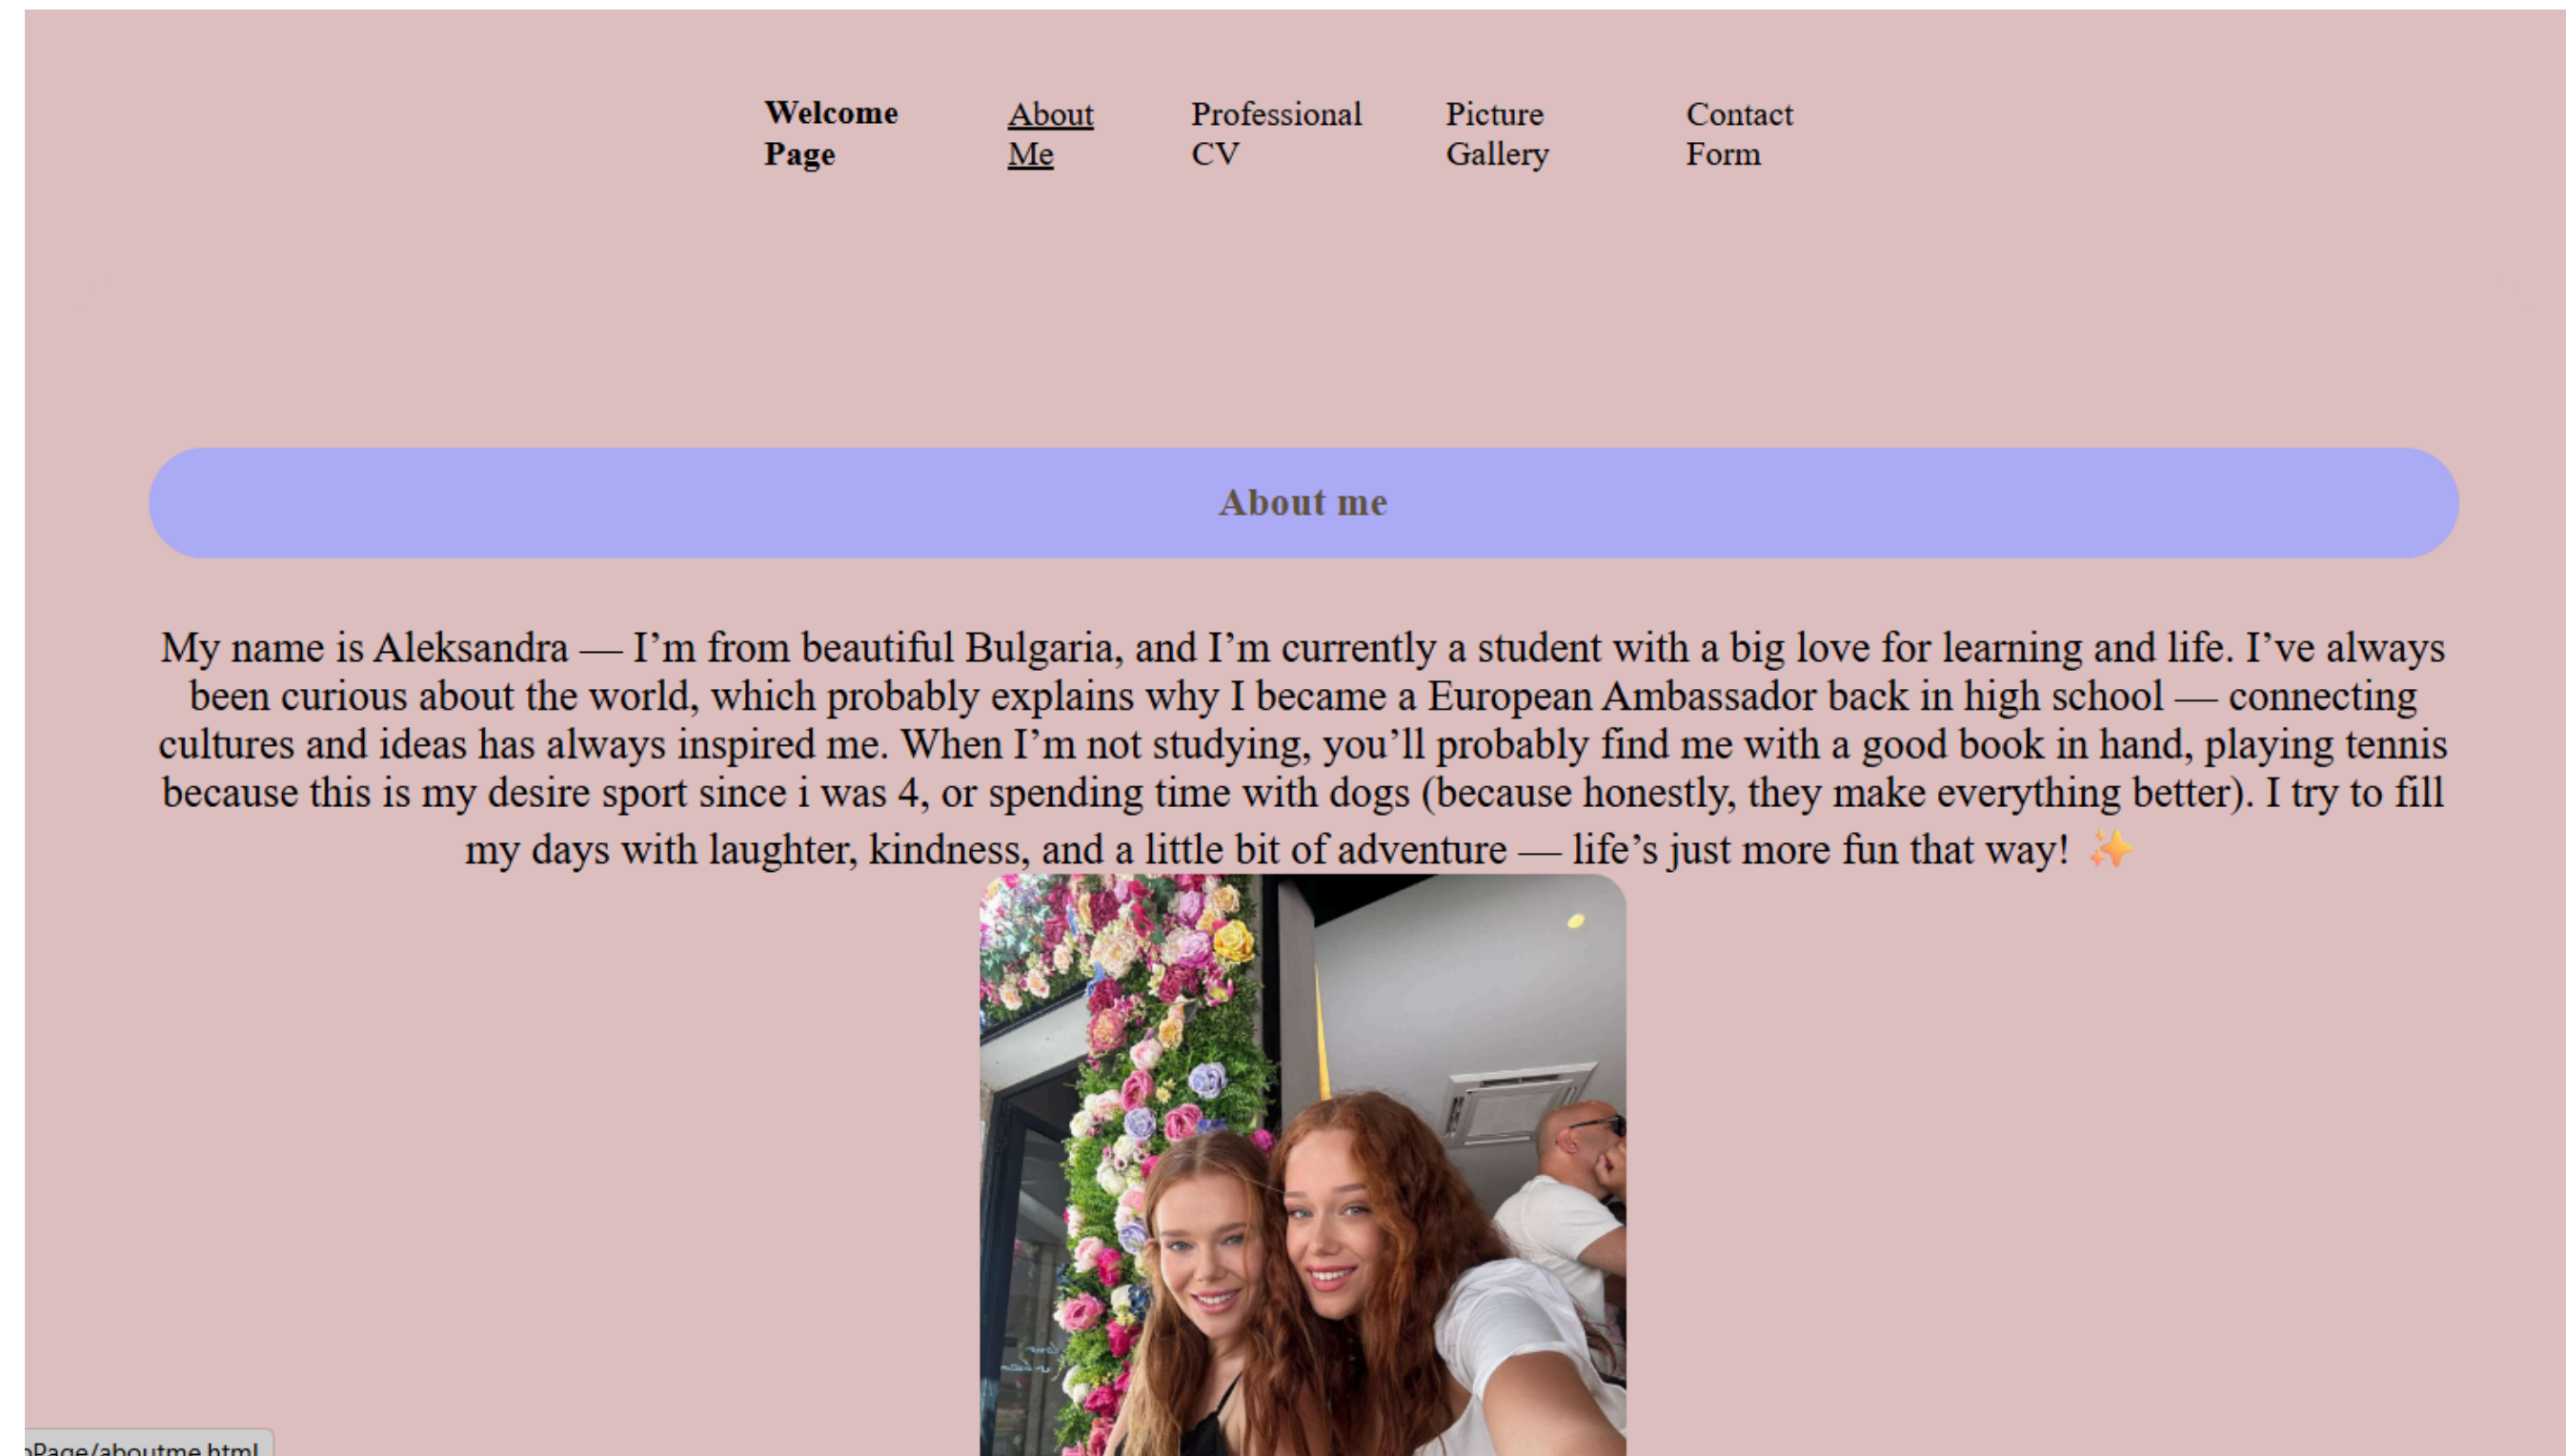 Welcome Page
About Me
Professional CV
Picture Gallery
Contact Form
About me
My name is Aleksandra — I’m from beautiful Bulgaria, and I’m currently a student with a big love for learning and life. I’ve always
been curious about the world, which probably explains why I became a European Ambassador back in high school — connecting
cultures and ideas has always inspired me. When I’m not studying, you’ll probably find me with a good book in hand, playing tennis
because this is my desire sport since i was 4, or spending time with dogs (because honestly, they make everything better). I try to fill
my days with laughter, kindness, and a little bit of adventure — life’s just more fun that way! ✨
Page/aboutme.html